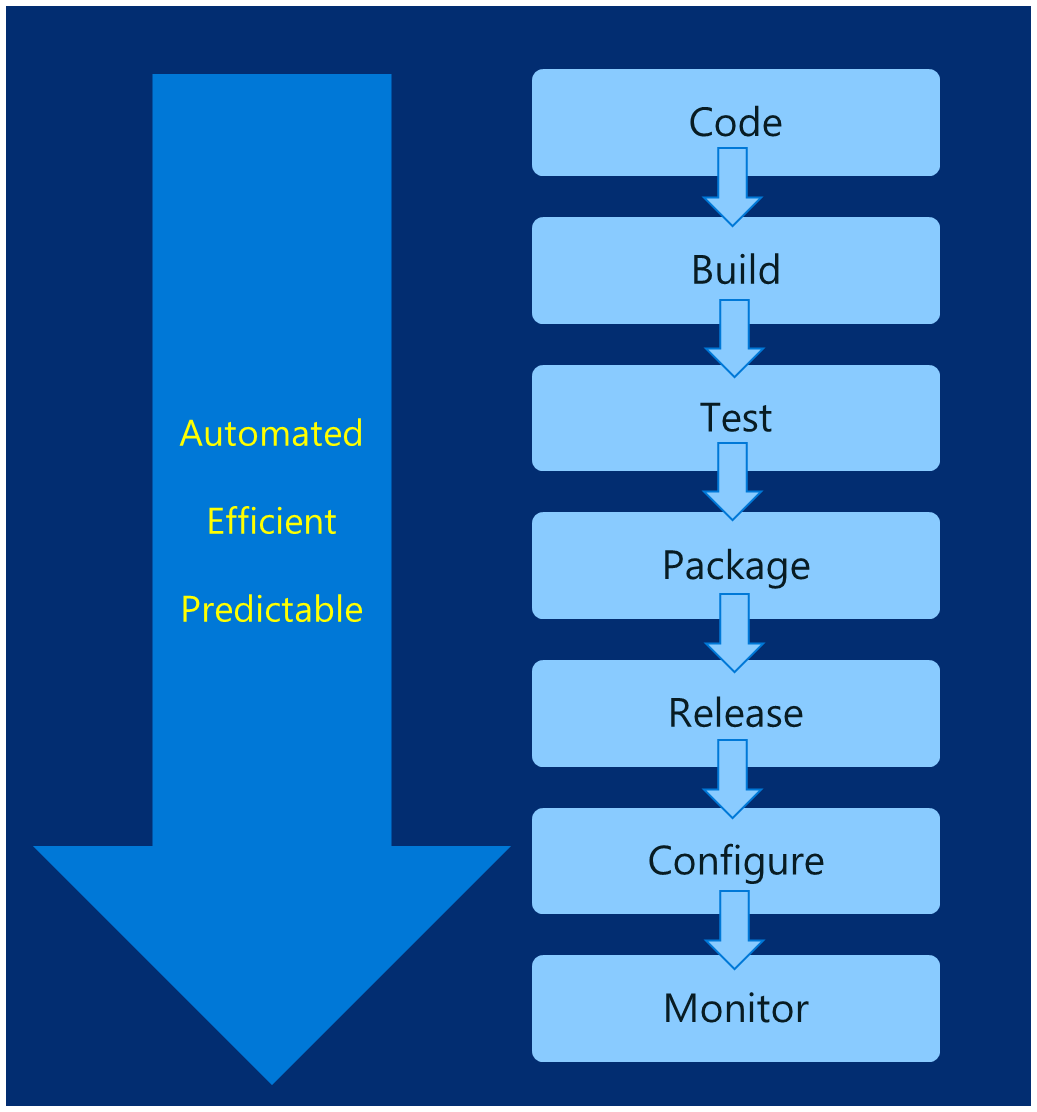 Automated
Efficient
Predictable
Code
Build
Test
Package
Release
Configure
Monitor